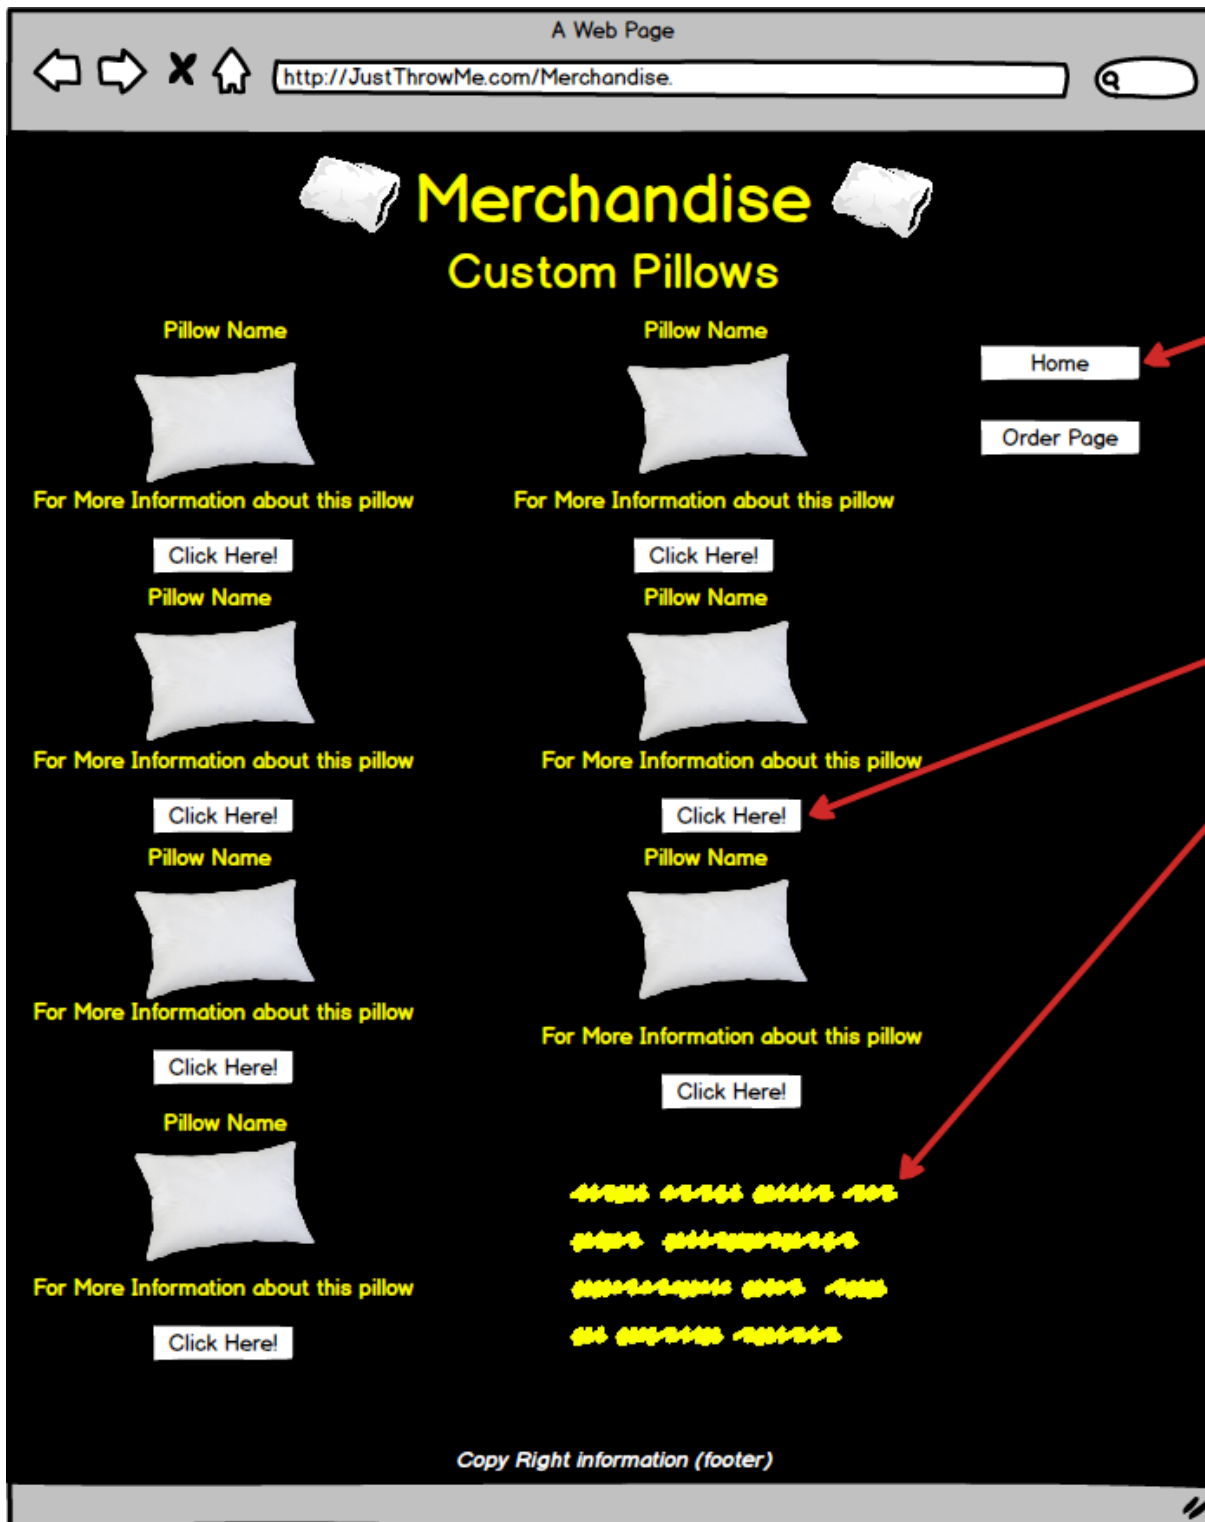 A Web Page
http://JustThrowMe.com/Merchandise.
Merchandise
Custom Pillows
Pillow Name
Pillow Name
Home
Order Page
For More Information about this pillow
For More Information about this pillow
Click Here!
Click Here!
Pillow Name
Pillow Name
For More Information about this pillow
For More Information about this pillow
Click Here!
Click Here!
Pillow Name
Pillow Name
For More Information about this pillow
For More Information about this pillow
Click Here!
Click Here!
Pillow Name
For More Information about this pillow
Click Here!
Copy Right information (footer)